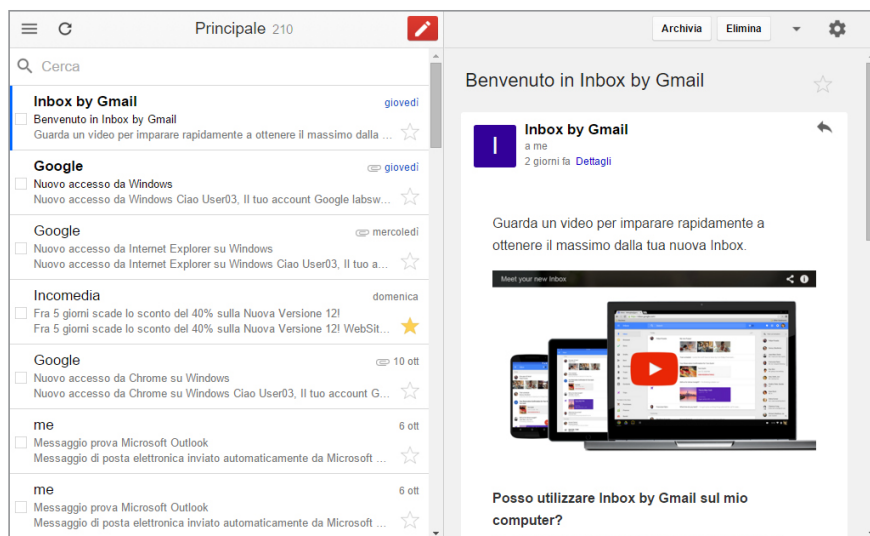 Principale 210
Cerca
Inbox by Gmail giovedì
Benvenuto in Inbox by Gmail
Guarda un video per imparare rapidamente a ottenere il massimo dalla ...
Google giovedì
Nuovo accesso da Windows
Nuovo accesso da Windows Ciao User03, Il tuo account Google labsw...
Google mercoledì
Nuovo accesso da Internet Explorer su Windows
Nuovo accesso da Internet Explorer su Windows Ciao User03, Il tuo a...
Incomedia domenica
Fra 5 giorni scade lo sconto del 40% sulla Nuova Versione 12!
Fra 5 giorni scade lo sconto del 40% sulla Nuova Versione 12! WebSit...
Google 10 ott
Nuovo accesso da Chrome su Windows
Nuovo accesso da Chrome su Windows Ciao User03, Il tuo account G...
me 6 ott
Messaggio prova Microsoft Outlook
Messaggio di posta elettronica inviato automaticamente da Microsoft ...
me 6 ott
Messaggio prova Microsoft Outlook
Messaggio di posta elettronica inviato automaticamente da Microsoft ...
Archivia Elimina
Benvenuto in Inbox by Gmail
I
Inbox by Gmail
a me
2 giorni fa Dettagli
Guarda un video per imparare rapidamente a
ottenere il massimo dalla tua nuova Inbox.
Meet your new Inbox
Posso utilizzare Inbox by Gmail sul mio
computer?